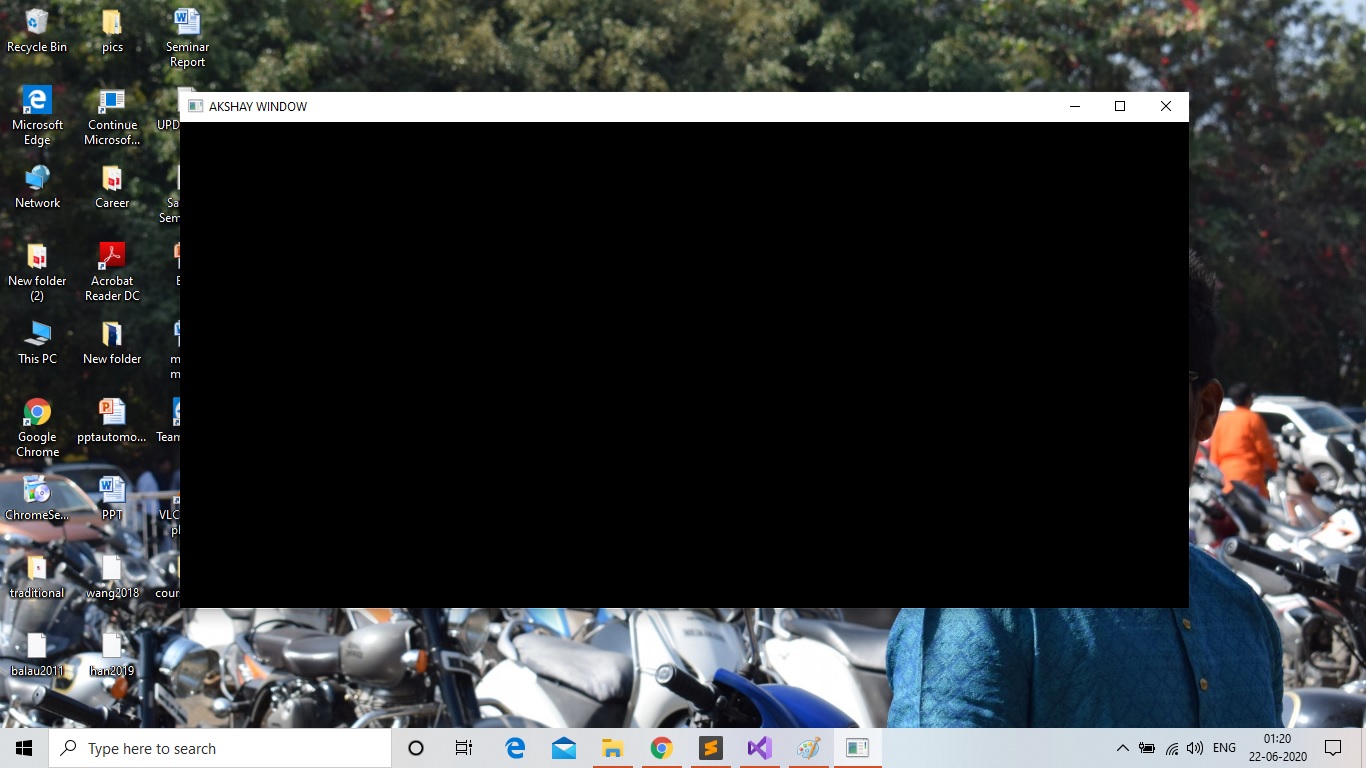 Recycle Bin
pics
Seminar
Report
AKSHAY WINDOW
Microsoft
Edge
Continue
Microsof...
UPD
Network
Career
Sa
Sem
New folder
(2)
Acrobat
Reader DC
E
This PC
New folder
m
m
Google
Chrome
pptautomo...
Team
ChromeSe...
PPT
VLC
pl
traditional
wang2018
cour
balau2011
han2019
Type here to search
ENG
01:20
22-06-2020